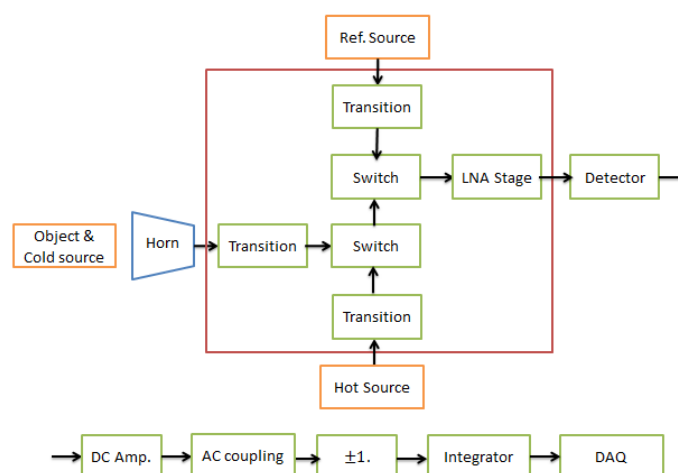 Ref. Source
Transition
Switch
LNA Stage
Detector
Object &
Cold source
Horn
Transition
Switch
Transition
Hot Source
DC Amp.
AC coupling
±1.
Integrator
DAQ